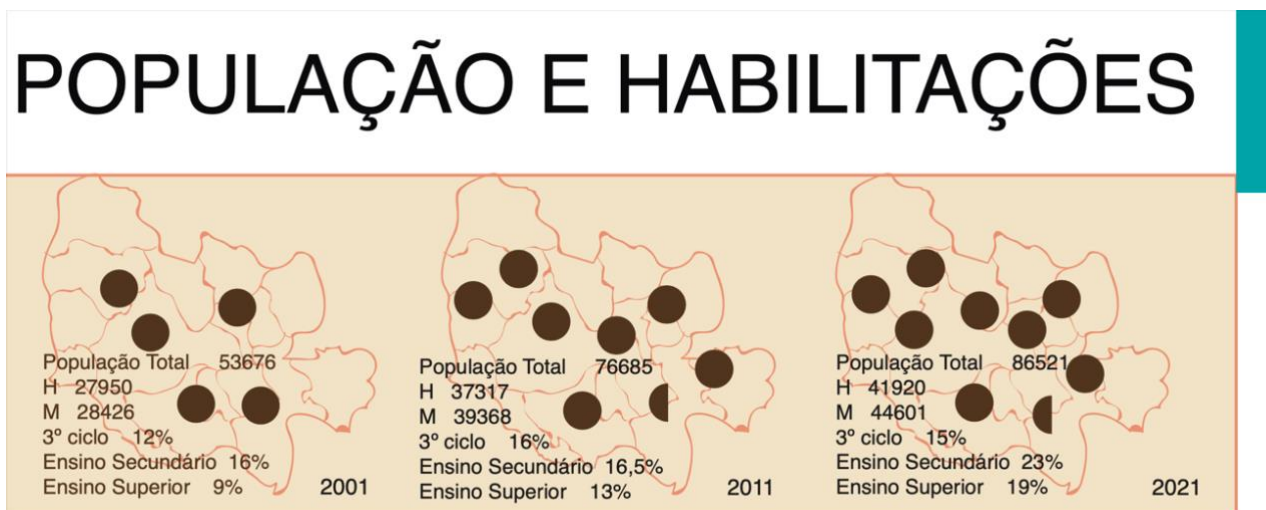 POPULAÇÃO E HABILITAÇÕES
População Total 53676
H 27950
M 28426
3º ciclo 12%
Ensino Secundário 16%
Ensino Superior 9%
2001
População Total 76685
H 37317
M 39368
3º ciclo 16%
Ensino Secundário 16,5%
Ensino Superior 13%
2011
População Total 86521
H 41920
M 44601
3º ciclo 15%
Ensino Secundário 23%
Ensino Superior 19%
2021